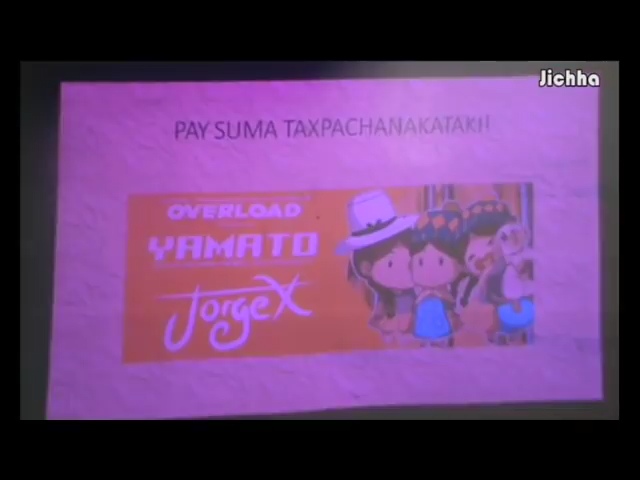 Jichha
PAY SUMA TAXPACHANAKATAKI!
OVERLOAD
YAMATO
JorgeX